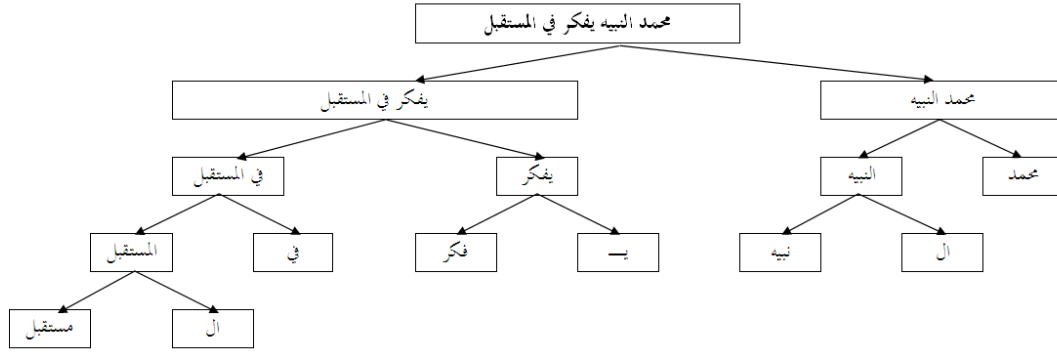 محمد النبيه يفكر في المستقبل
محمد النبيه
يفكر في المستقبل
محمد
النبيه
يفكر
في المستقبل
ال
نبيه
يـــ
فكر
في
المستقبل
ال
مستقبل